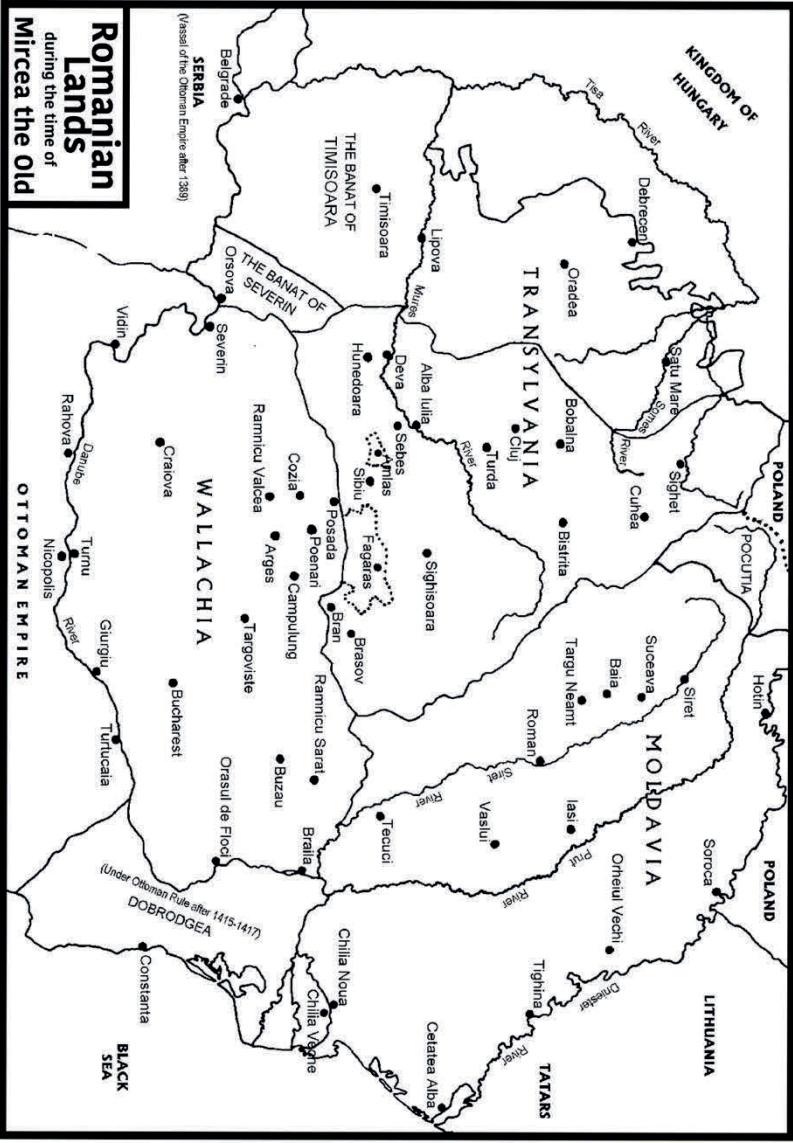 KINGDOM OF
HUNGARY
Tisa
River
Debrecen
Oradea
TRANSYLVANIA
Satu Mare
Somes
River
Sighet
Cuhea
POLAND
POCUTIA
Hotin
Bobalna
Cluj
Turda
Bistrita
Lipova
Mures
River
Alba Iulia
Deva
Hunedoara
Sebes
Amlas
Sibiu
Fagaras
Sighisoara
Bran
Brasov
THE BANAT OF
TIMISOARA
Timisoara
THE BANAT OF
SEVERIN
Belgrade
SERBIA
(Vassal of the Ottoman Empire after 1389)
Orsova
Severin
Vidin
Rahova
Danube
River
Craiova
WALLACHIA
Ramnicu Valcea
Cozia
Posada
Poenari
Arges
Campulung
Targoviste
Bucharest
Turnu
Nicopolis
Giurgiu
Turtucaia
OTTOMAN EMPIRE
Ramnicu Sarat
Buzau
Braila
Orasul de Floci
MOLDAVIA
Siret
Suceava
Baia
Targu Neamt
Roman
Siret
River
Iasi
Vaslui
Tecuci
Prut
River
Soroca
POLAND
Orheiul Vechi
LITHUANIA
Dniester
River
Tighina
TATARS
Cetatea Alba
Chilia Noua
Chilia Veche
(Under Ottoman Rule after 1415-1417)
DOBRODGEA
Constanta
BLACK
SEA
Romanian
Lands
during the time of
Mircea the Old